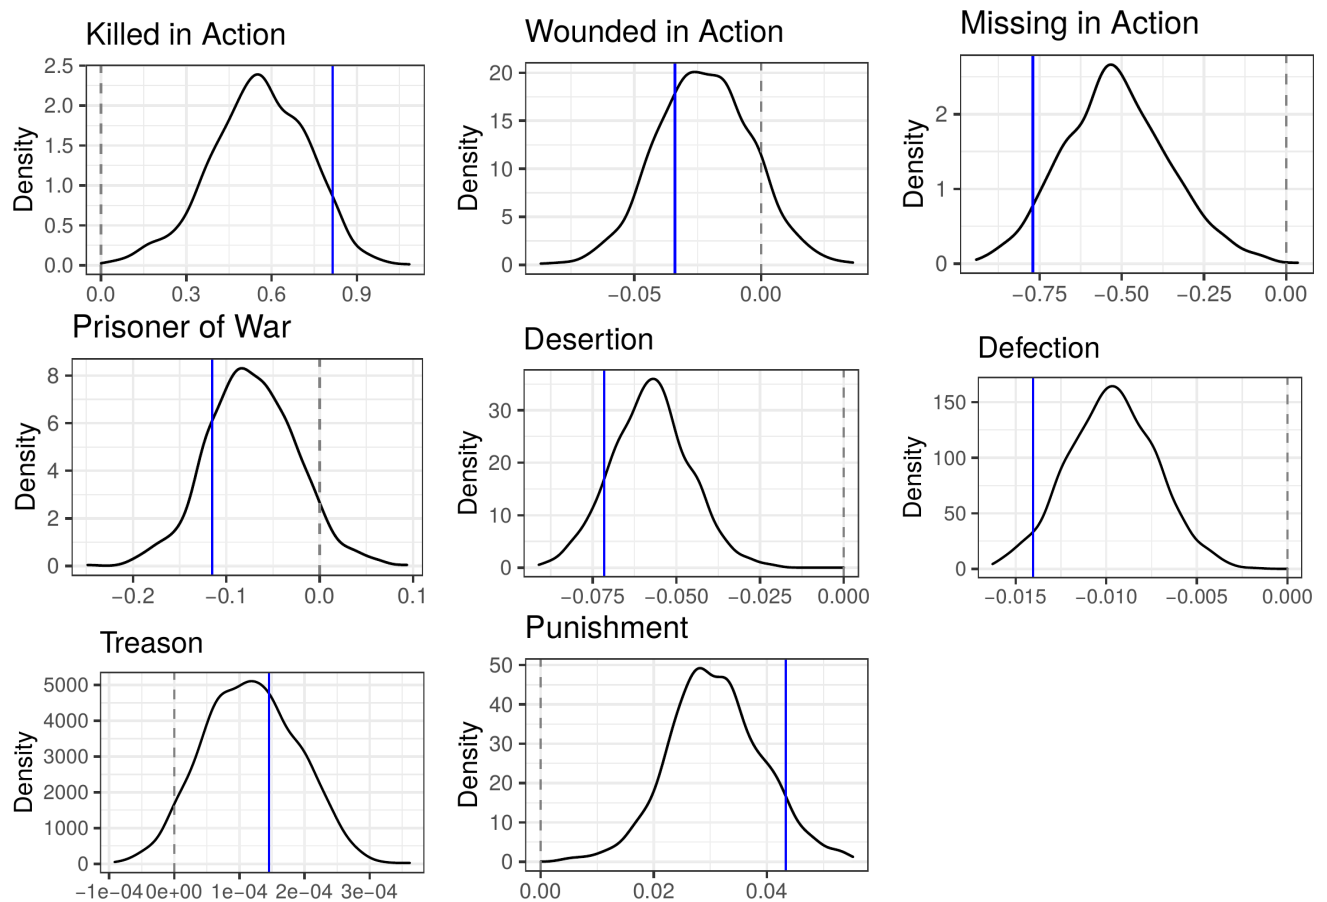 Killed in Action
Density
2.5
2.0
1.5
1.0
0.5
0.0
0.0 0.3 0.6 0.9
Wounded in Action
Density
20
15
10
5
0
−0.05 0.00
Missing in Action
Density
2
1
0
−0.75 −0.50 −0.25 0.00
Prisoner of War
Density
8
6
4
2
0
−0.2 −0.1 0.0 0.1
Desertion
Density
30
20
10
0
−0.075 −0.050 −0.025 0.000
Defection
Density
150
100
50
0
−0.015 −0.010 −0.005 0.000
Treason
Density
5000
4000
3000
2000
1000
0
−1e−04 0e+00 1e−04 2e−04 3e−04
Punishment
Density
50
40
30
20
10
0
0.00 0.02 0.04